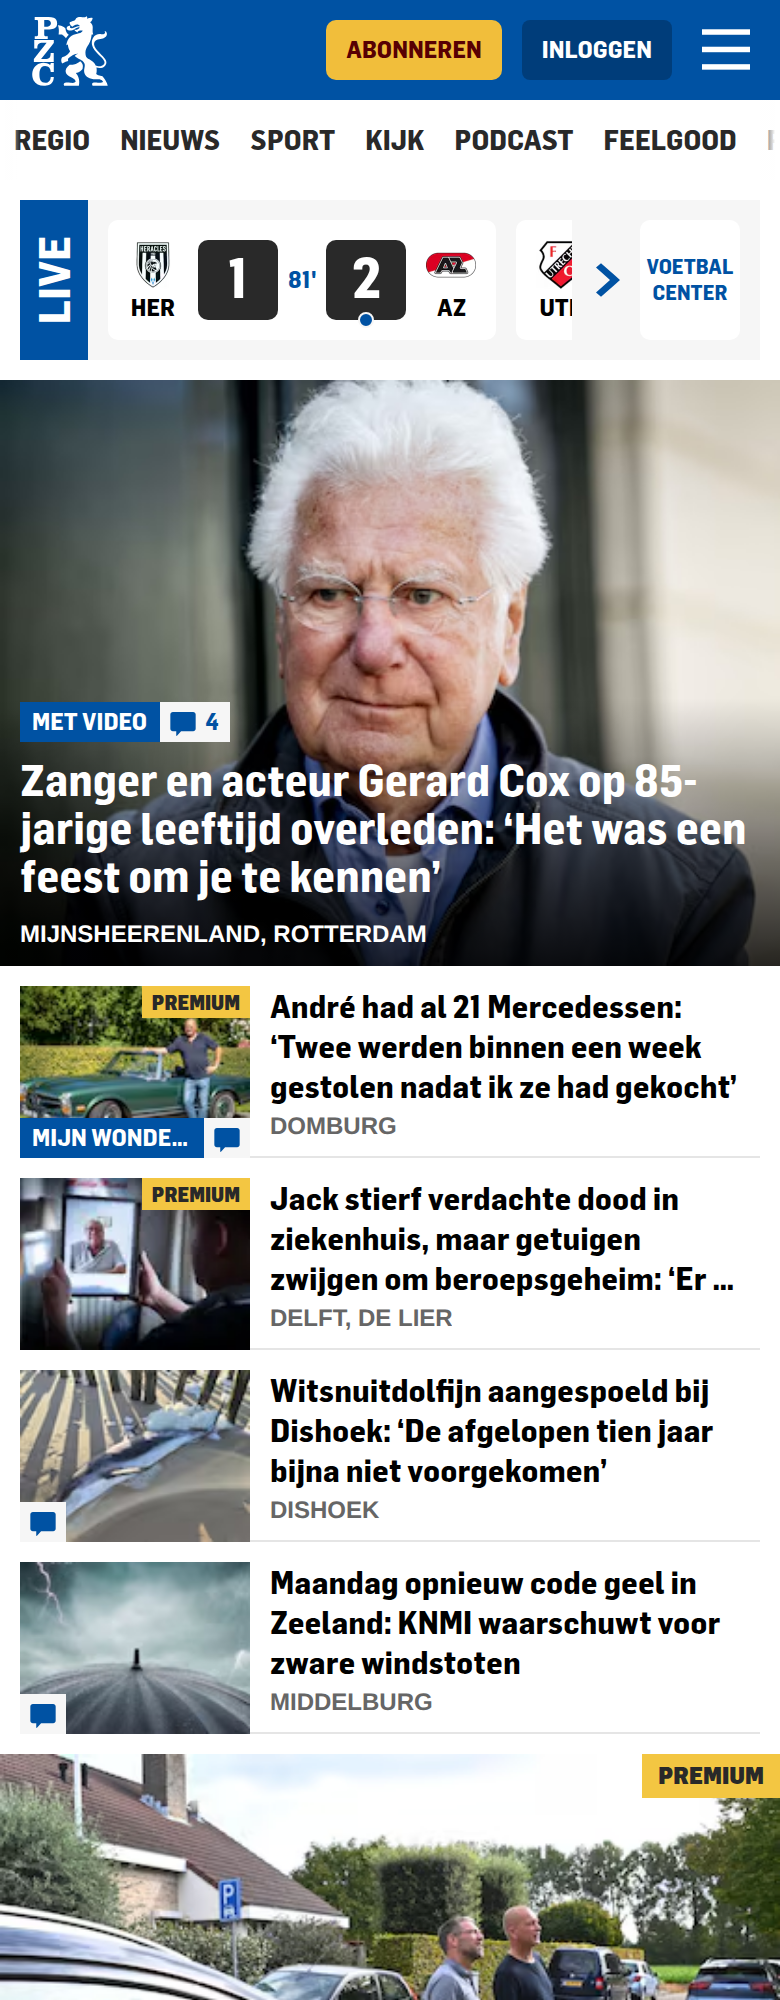 PZC
ABONNEREN
INLOGGEN
REGIO NIEUWS SPORT KIJK PODCAST FEELGOOD
LIVE
HERACLES
HER
1
81'
2
AZ
AZ
F
UTRECHT
UT
VOETBAL
CENTER
MET VIDEO
4
Zanger en acteur Gerard Cox op 85-
jarige leeftijd overleden: ‘Het was een
feest om je te kennen’
MIJNSHEERENLAND, ROTTERDAM
PREMIUM
MIJN WONDE...
André had al 21 Mercedessen:
‘Twee werden binnen een week
gestolen nadat ik ze had gekocht’
DOMBURG
PREMIUM
Jack stierf verdachte dood in
ziekenhuis, maar getuigen
zwijgen om beroepsgeheim: ‘Er ...
DELFT, DE LIER
Witsnuitdolfijn aangespoeld bij
Dishoek: ‘De afgelopen tien jaar
bijna niet voorgekomen’
DISHOEK
Maandag opnieuw code geel in
Zeeland: KNMI waarschuwt voor
zware windstoten
MIDDELBURG
PREMIUM
P